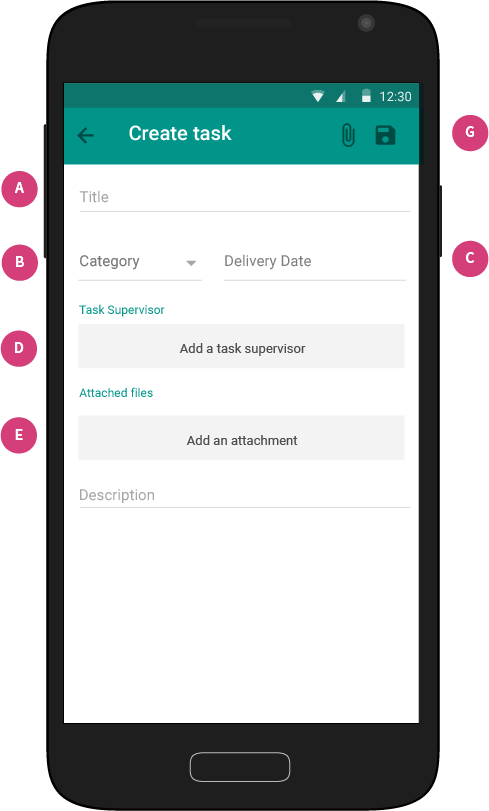 12:30
Create task
G
A
Title
B
Category
Delivery Date
C
Task Supervisor
D
Add a task supervisor
Attached files
E
Add an attachment
Description